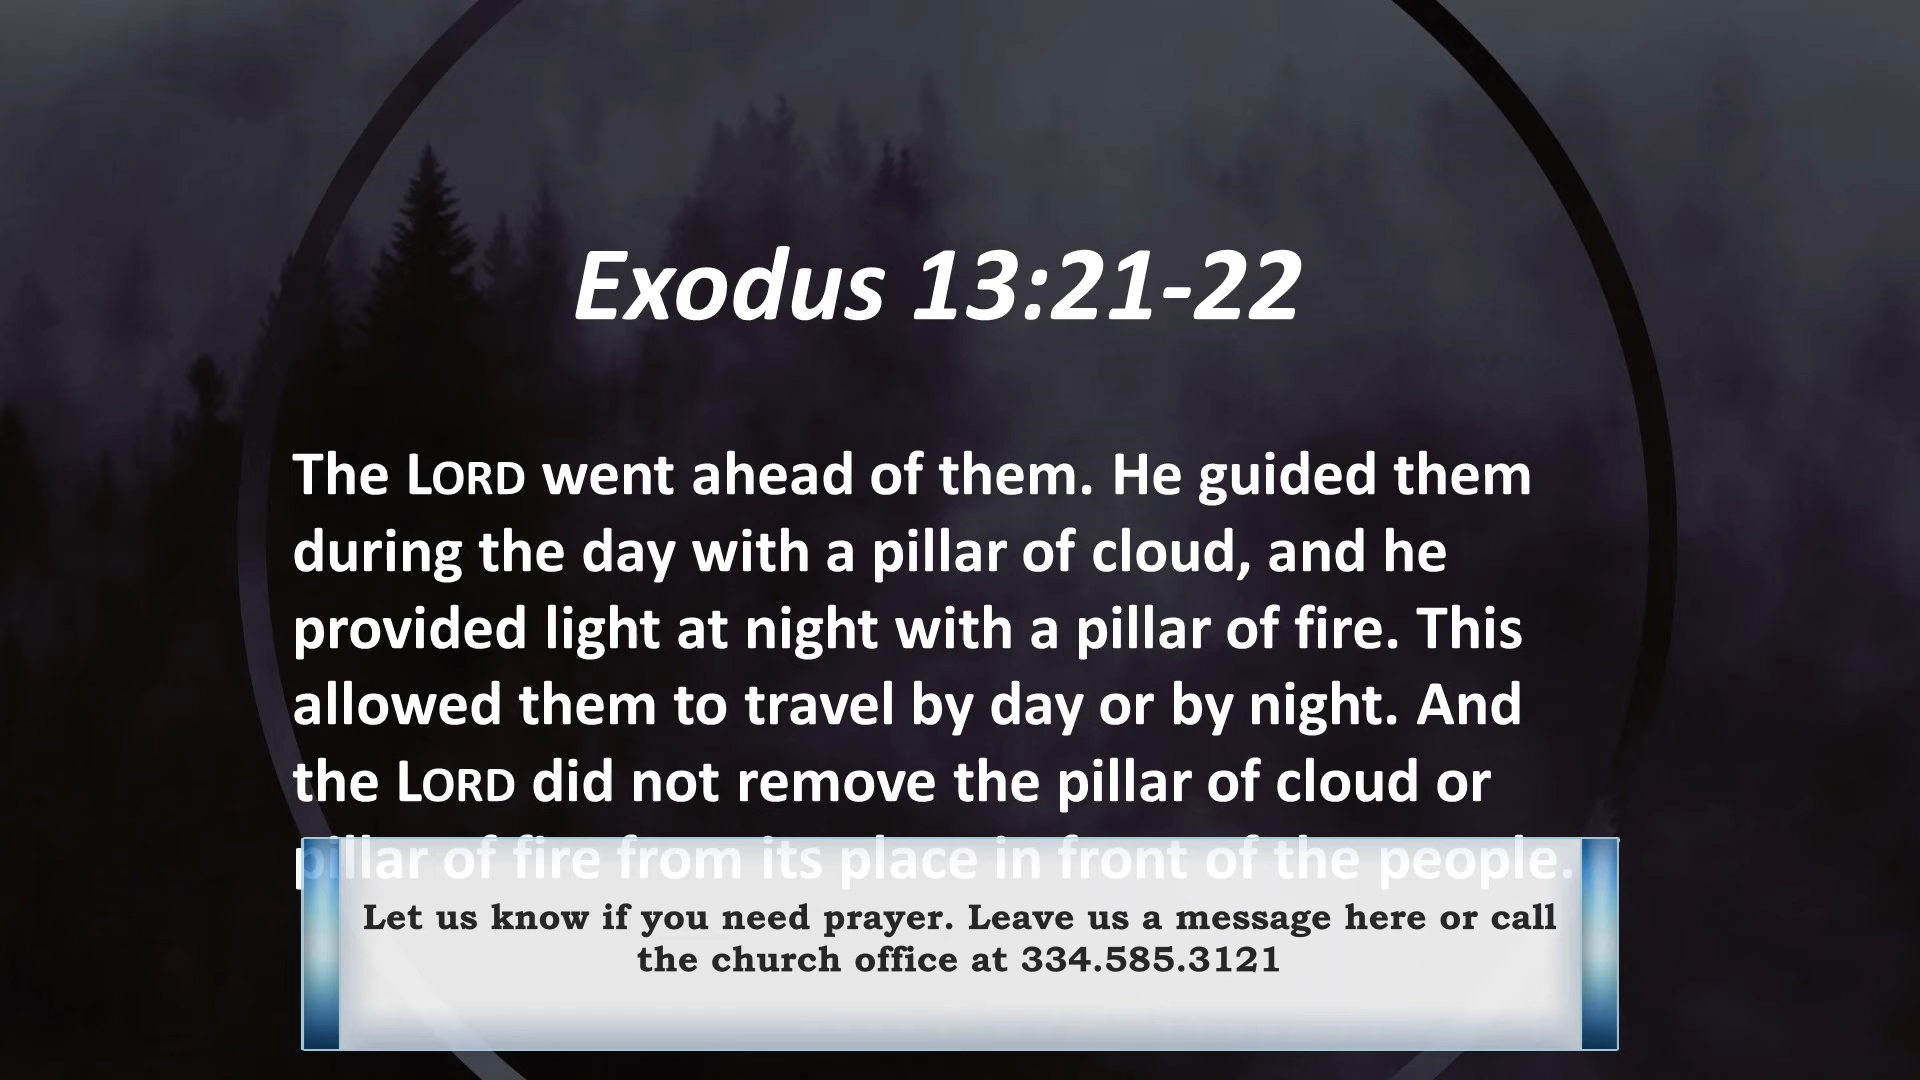 Exodus 13:21-22
The LORD went ahead of them. He guided them
during the day with a pillar of cloud, and he
provided light at night with a pillar of fire. This
allowed them to travel by day or by night. And
the LORD did not remove the pillar of cloud or
pillar of fire from its place in front of the people.
Let us know if you need prayer. Leave us a message here or call
the church office at 334.585.3121